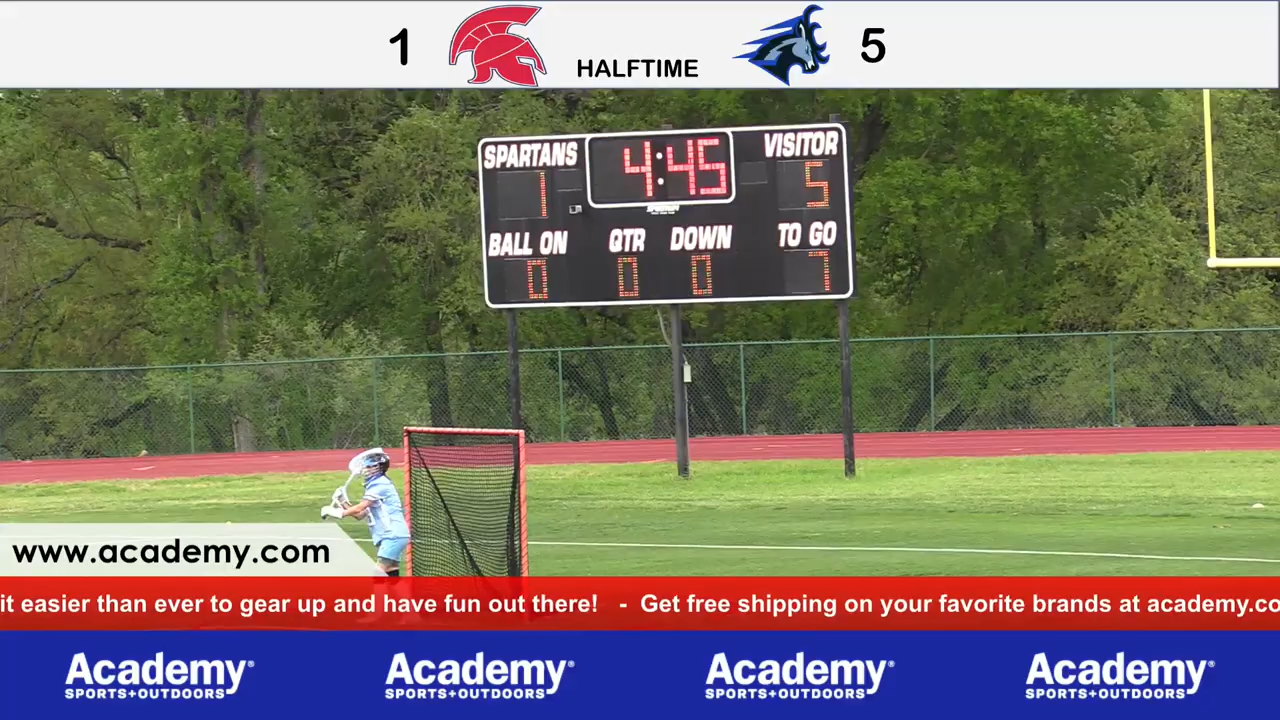 1 HALFTIME 5
SPARTANS 4:45 VISITOR
1 5
BALL ON QTR DOWN TO GO
0 0 0 7
www.academy.com
it easier than ever to gear up and have fun out there! - Get free shipping on your favorite brands at academy.co
Academy Academy Academy Academy
SPORTS+OUTDOORS SPORTS+OUTDOORS SPORTS+OUTDOORS SPORTS+OUTDOORS